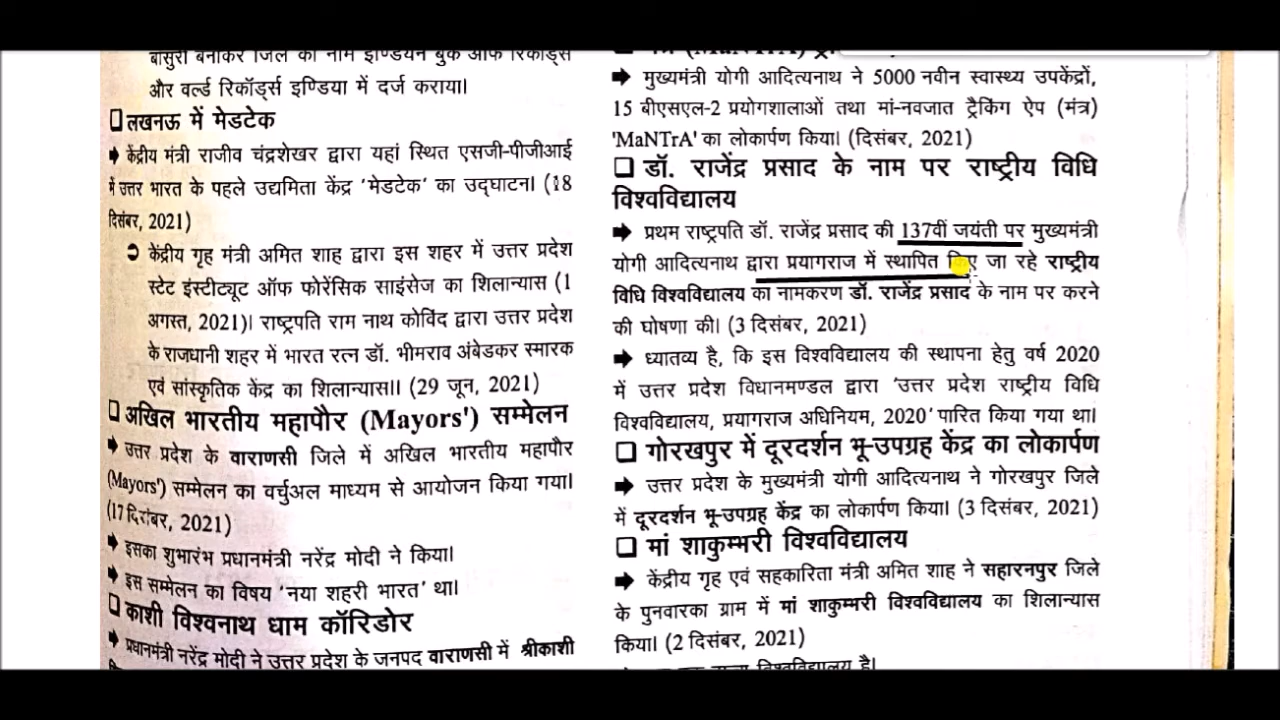 बांसुरी बनाकर जिले का नाम इण्डियन बुक ऑफ रिकॉर्ड्स
और वर्ल्ड रिकॉर्ड्स इण्डिया में दर्ज कराया।
❑ लखनऊ में मेडटेक
➨ केंद्रीय मंत्री राजीव चंद्रशेखर द्वारा यहां स्थित एसजी-पीजीआई
में उत्तर भारत के पहले उद्यमिता केंद्र 'मेडटेक' का उद्घाटन। (18
दिसंबर, 2021)
➲ केंद्रीय गृह मंत्री अमित शाह द्वारा इस शहर में उत्तर प्रदेश
स्टेट इंस्टीट्यूट ऑफ फोरेंसिक साइंसेज का शिलान्यास (1
अगस्त, 2021)। राष्ट्रपति राम नाथ कोविंद द्वारा उत्तर प्रदेश
के राजधानी शहर में भारत रत्न डॉ. भीमराव अंबेडकर स्मारक
एवं सांस्कृतिक केंद्र का शिलान्यास।। (29 जून, 2021)
❑ अखिल भारतीय महापौर (Mayors') सम्मेलन
➨ उत्तर प्रदेश के वाराणसी जिले में अखिल भारतीय महापौर
(Mayors') सम्मेलन का वर्चुअल माध्यम से आयोजन किया गया।
(17 दिसंबर, 2021)
➨ इसका शुभारंभ प्रधानमंत्री नरेंद्र मोदी ने किया।
➨ इस सम्मेलन का विषय 'नया शहरी भारत' था।
❑ काशी विश्वनाथ धाम कॉरिडोर
➨ प्रधानमंत्री नरेंद्र मोदी ने उत्तर प्रदेश के जनपद वाराणसी में श्रीकाशी
(MaNTrA)
➨ मुख्यमंत्री योगी आदित्यनाथ ने 5000 नवीन स्वास्थ्य उपकेंद्रों,
15 बीएसएल-2 प्रयोगशालाओं तथा मां-नवजात ट्रैकिंग ऐप (मंत्र)
'MaNTrA' का लोकार्पण किया। (दिसंबर, 2021)
❑ डॉ. राजेंद्र प्रसाद के नाम पर राष्ट्रीय विधि
विश्वविद्यालय
➨ प्रथम राष्ट्रपति डॉ. राजेंद्र प्रसाद की 137वीं जयंती पर मुख्यमंत्री
योगी आदित्यनाथ द्वारा प्रयागराज में स्थापित किए जा रहे राष्ट्रीय
विधि विश्वविद्यालय का नामकरण डॉ. राजेंद्र प्रसाद के नाम पर करने
की घोषणा की। (3 दिसंबर, 2021)
➨ ध्यातव्य है, कि इस विश्वविद्यालय की स्थापना हेतु वर्ष 2020
में उत्तर प्रदेश विधानमण्डल द्वारा 'उत्तर प्रदेश राष्ट्रीय विधि
विश्वविद्यालय, प्रयागराज अधिनियम, 2020' पारित किया गया था।
❑ गोरखपुर में दूरदर्शन भू-उपग्रह केंद्र का लोकार्पण
➨ उत्तर प्रदेश के मुख्यमंत्री योगी आदित्यनाथ ने गोरखपुर जिले
में दूरदर्शन भू-उपग्रह केंद्र का लोकार्पण किया। (3 दिसंबर, 2021)
❑ मां शाकुम्भरी विश्वविद्यालय
➨ केंद्रीय गृह एवं सहकारिता मंत्री अमित शाह ने सहारनपुर जिले
के पुनवारका ग्राम में मां शाकुम्भरी विश्वविद्यालय का शिलान्यास
किया। (2 दिसंबर, 2021)
विश्वविद्यालय है।